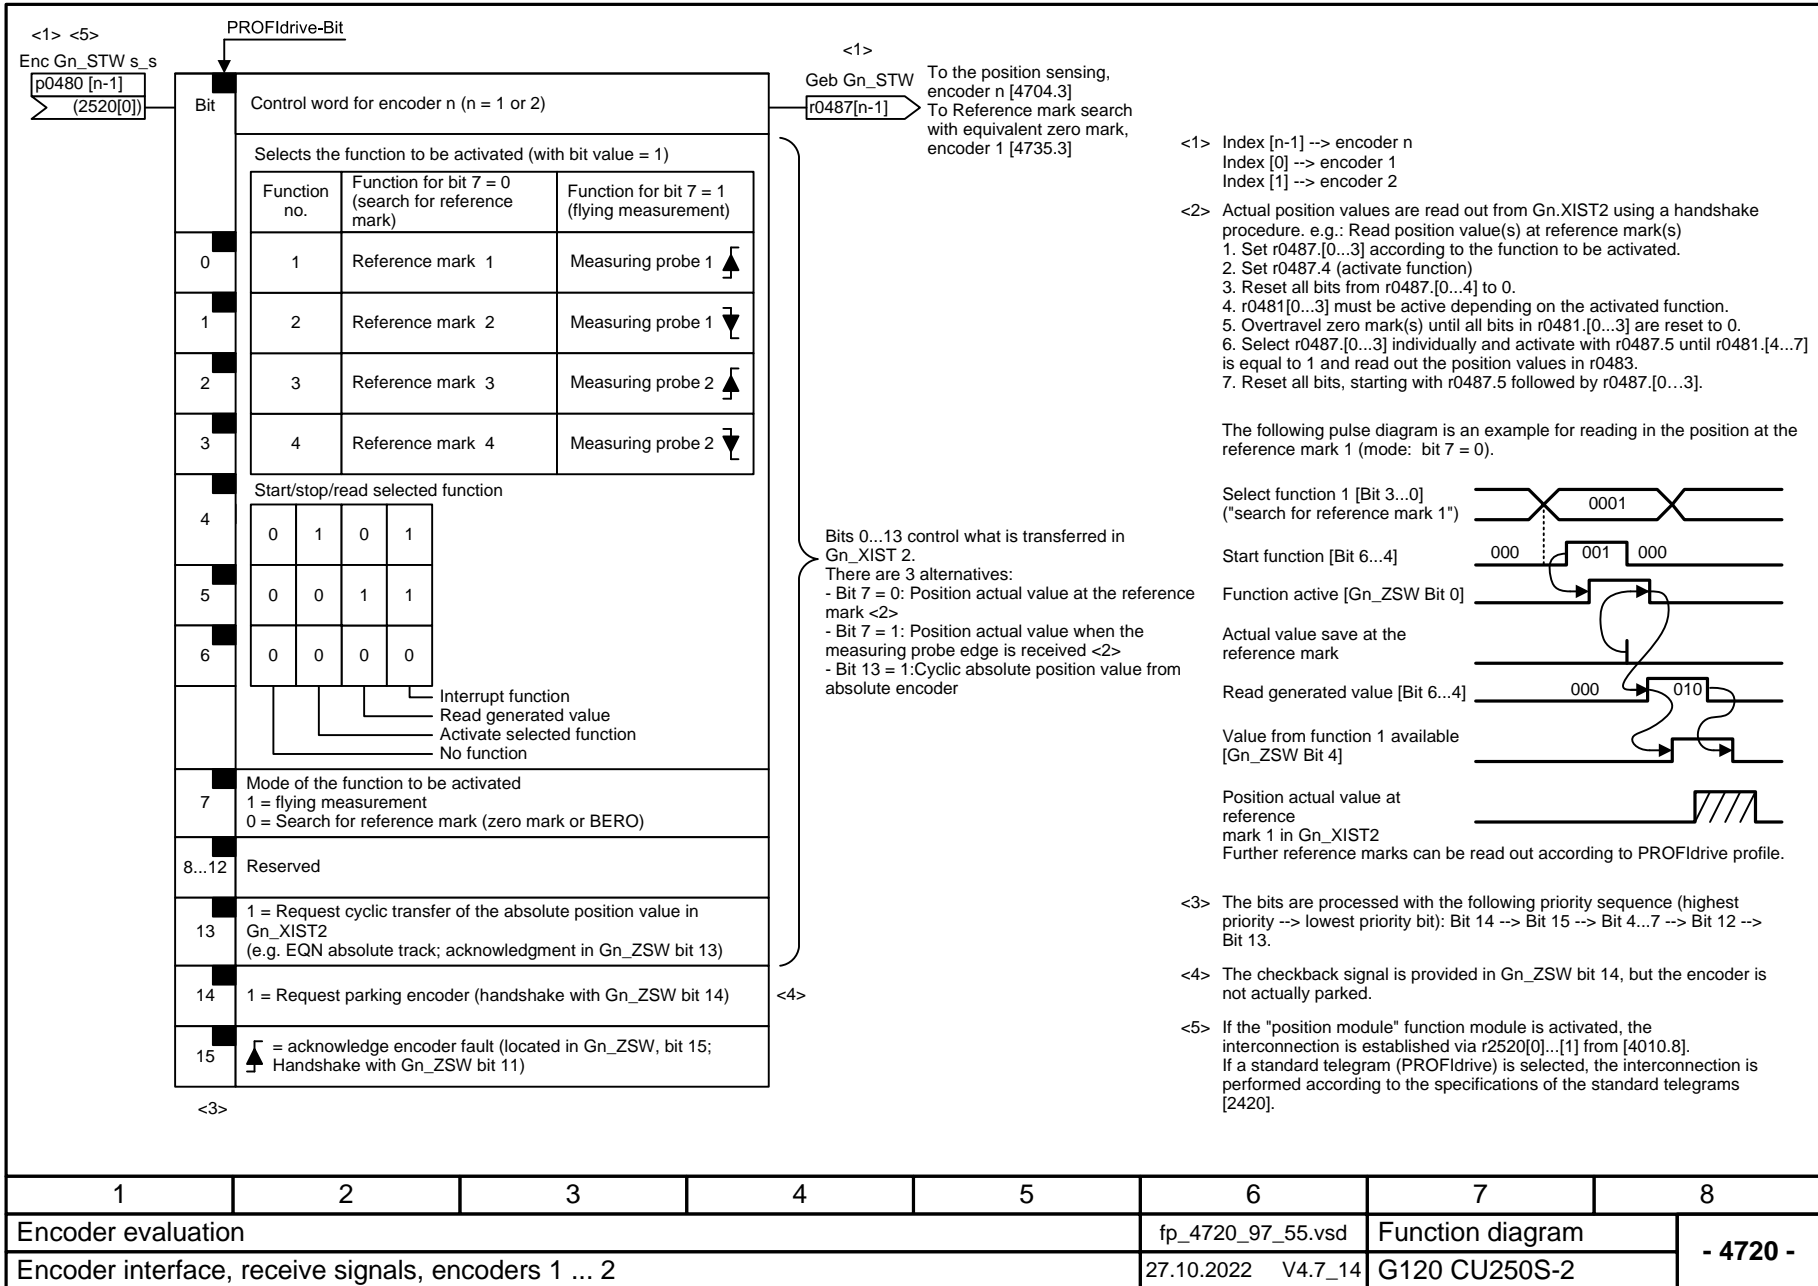 <1> <5>
PROFIdrive-Bit
Enc Gn_STW s_s
p0480 [n-1]
(2520[0])
Bit
Control word for encoder n (n = 1 or 2)
<1>
Geb Gn_STW
r0487[n-1]
To the position sensing,
encoder n [4704.3]
To Reference mark search
with equivalent zero mark,
encoder 1 [4735.3]
Selects the function to be activated (with bit value = 1)
Function
no.
Function for bit 7 = 0
(search for reference
mark)
Function for bit 7 = 1
(flying measurement)
0
1
Reference mark 1
Measuring probe 1
1
2
Reference mark 2
Measuring probe 1
2
3
Reference mark 3
Measuring probe 2
3
4
Reference mark 4
Measuring probe 2
Start/stop/read selected function
4
0 1 0 1
5
0 0 1 1
6
0 0 0 0
Interrupt function
Read generated value
Activate selected function
No function
7
Mode of the function to be activated
1 = flying measurement
0 = Search for reference mark (zero mark or BERO)
8...12
Reserved
13
1 = Request cyclic transfer of the absolute position value in
Gn_XIST2
(e.g. EQN absolute track; acknowledgment in Gn_ZSW bit 13)
14
1 = Request parking encoder (handshake with Gn_ZSW bit 14)
<4>
15
= acknowledge encoder fault (located in Gn_ZSW, bit 15;
Handshake with Gn_ZSW bit 11)
<3>
Bits 0...13 control what is transferred in
Gn_XIST 2.
There are 3 alternatives:
- Bit 7 = 0: Position actual value at the reference
mark <2>
- Bit 7 = 1: Position actual value when the
measuring probe edge is received <2>
- Bit 13 = 1:Cyclic absolute position value from
absolute encoder
<1> Index [n-1] --> encoder n
Index [0] --> encoder 1
Index [1] --> encoder 2
<2> Actual position values are read out from Gn.XIST2 using a handshake
procedure. e.g.: Read position value(s) at reference mark(s)
1. Set r0487.[0...3] according to the function to be activated.
2. Set r0487.4 (activate function)
3. Reset all bits from r0487.[0...4] to 0.
4. r0481[0...3] must be active depending on the activated function.
5. Overtravel zero mark(s) until all bits in r0481.[0...3] are reset to 0.
6. Select r0487.[0...3] individually and activate with r0487.5 until r0481.[4...7]
is equal to 1 and read out the position values in r0483.
7. Reset all bits, starting with r0487.5 followed by r0487.[0…3].
The following pulse diagram is an example for reading in the position at the
reference mark 1 (mode: bit 7 = 0).
Select function 1 [Bit 3...0]
("search for reference mark 1")
0001
Start function [Bit 6...4]
000 001 000
Function active [Gn_ZSW Bit 0]
Actual value save at the
reference mark
Read generated value [Bit 6...4]
000 010
Value from function 1 available
[Gn_ZSW Bit 4]
Position actual value at
reference
mark 1 in Gn_XIST2
Further reference marks can be read out according to PROFIdrive profile.
<3> The bits are processed with the following priority sequence (highest
priority --> lowest priority bit): Bit 14 --> Bit 15 --> Bit 4...7 --> Bit 12 -->
Bit 13.
<4> The checkback signal is provided in Gn_ZSW bit 14, but the encoder is
not actually parked.
<5> If the "position module" function module is activated, the
interconnection is established via r2520[0]...[1] from [4010.8].
If a standard telegram (PROFIdrive) is selected, the interconnection is
performed according to the specifications of the standard telegrams
[2420].
1 2 3 4 5 6 7 8
Encoder evaluation
fp_4720_97_55.vsd
Function diagram
- 4720 -
Encoder interface, receive signals, encoders 1 ... 2
27.10.2022 V4.7_14
G120 CU250S-2